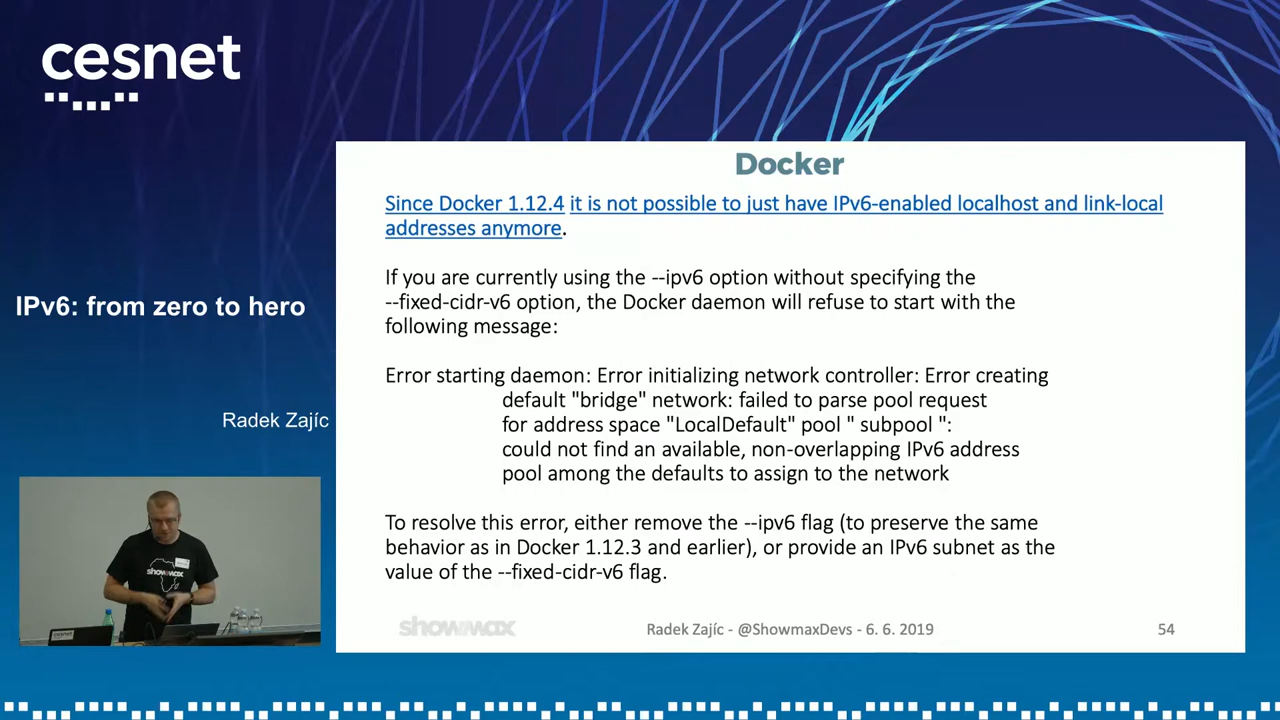 cesnet
Docker
Since Docker 1.12.4 it is not possible to just have IPv6-enabled localhost and link-local
addresses anymore.
If you are currently using the --ipv6 option without specifying the
--fixed-cidr-v6 option, the Docker daemon will refuse to start with the
following message:
Error starting daemon: Error initializing network controller: Error creating
default "bridge" network: failed to parse pool request
for address space "LocalDefault" pool " subpool ":
could not find an available, non-overlapping IPv6 address
pool among the defaults to assign to the network
To resolve this error, either remove the --ipv6 flag (to preserve the same
behavior as in Docker 1.12.3 and earlier), or provide an IPv6 subnet as the
value of the --fixed-cidr-v6 flag.
showmax
Radek Zajíc - @ShowmaxDevs - 6. 6. 2019
54
IPv6: from zero to hero
Radek Zajíc
showmax
cesnet